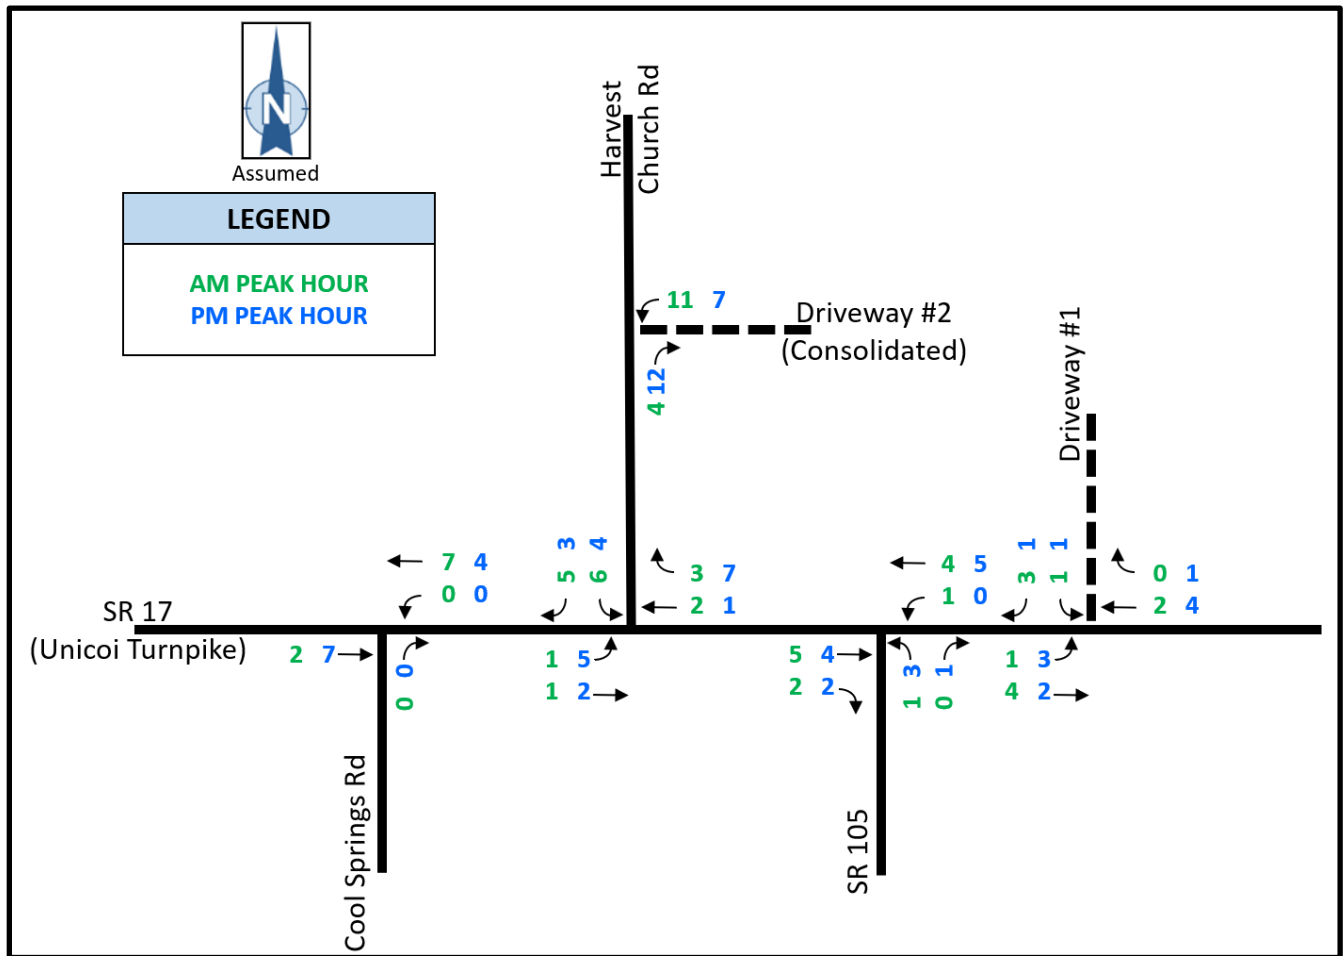 N
Assumed
LEGEND
AM PEAK HOUR
PM PEAK HOUR
Harvest
Church Rd
11 7
Driveway #2
(Consolidated)
4 12
Driveway #1
7 4
0 0
5 3
6 4
3 7
2 1
4 5
1 0
3 1
1 1
0 1
2 4
SR 17
(Unicoi Turnpike)
2 7
0 0
1 5
1 2
5 4
2 2
1 3
0 1
1 3
4 2
Cool Springs Rd
SR 105